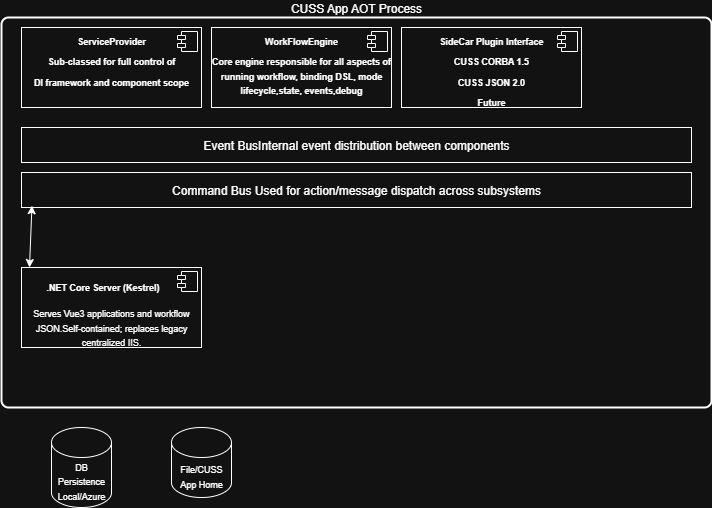 CUSS App AOT Process
ServiceProvider
Sub-classed for full control of
DI framework and component scope
WorkFlowEngine
Core engine responsible for all aspects of
running workflow, binding DSL, mode
lifecycle,state, events,debug
SideCar Plugin Interface
CUSS CORBA 1.5
CUSS JSON 2.0
Future
Event BusInternal event distribution between components
Command Bus Used for action/message dispatch across subsystems
.NET Core Server (Kestrel)
Serves Vue3 applications and workflow
JSON.Self-contained; replaces legacy
centralized IIS.
DB
Persistence
Local/Azure
File/CUSS
App Home